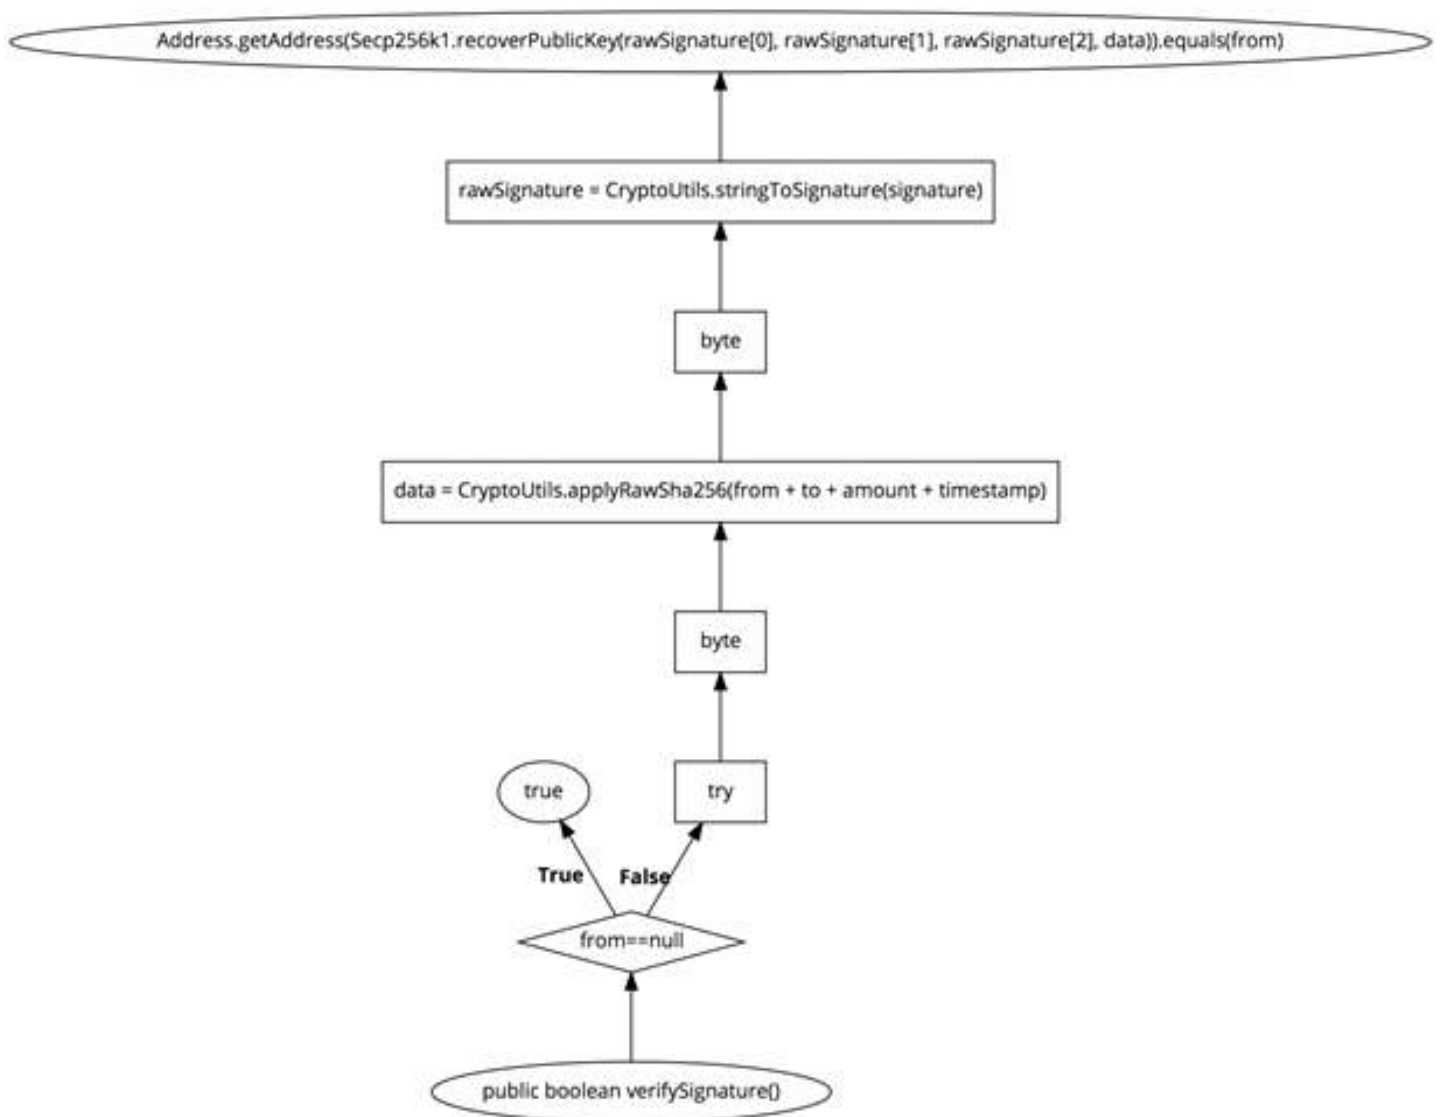 Address.getAddress(Secp256k1.recoverPublicKey(rawSignature[0], rawSignature[1], rawSignature[2], data)).equals(from)
rawSignature = CryptoUtils.stringToSignature(signature)
byte
data = CryptoUtils.applyRawSha256(from + to + amount + timestamp)
byte
true
try
True
False
from==null
public boolean verifySignature()